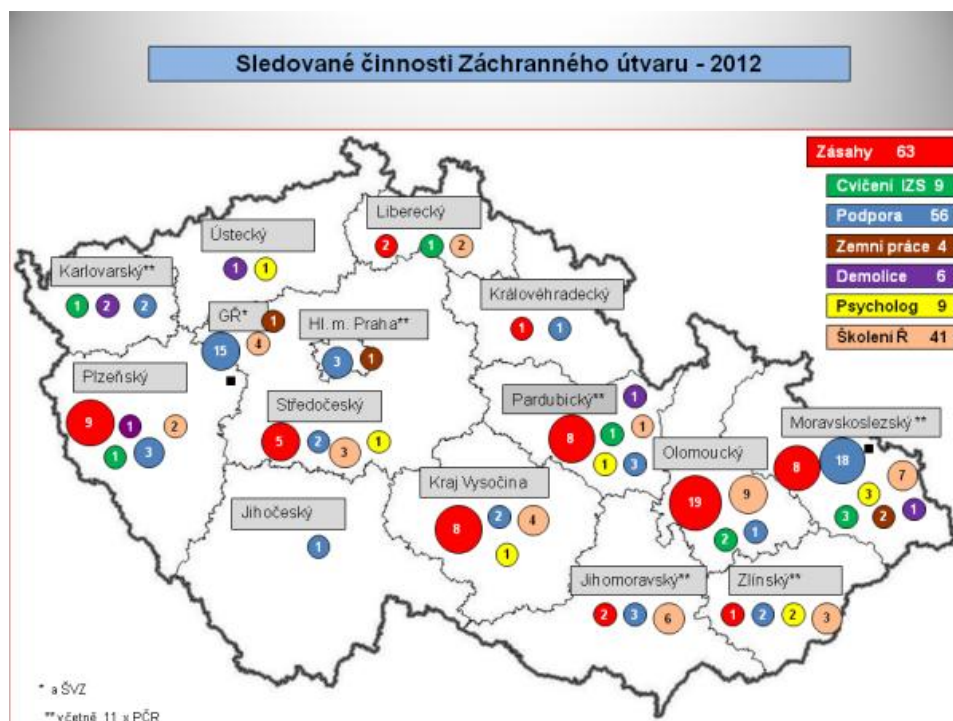 Sledované činnosti Záchranného útvaru - 2012
Zásahy 63
Cvičení IZS 9
Podpora 56
Zemní práce 4
Demolice 6
Psycholog 9
Školení Ř 41
Liberecký
2 1 2
Ústecký
1 1
Karlovarský**
1 2 2
Královéhradecký
1 1
GŘ*
1
15 4
Hl. m. Praha**
3 1
Plzeňský
9 1 2
1 3
Středočeský
5 2 3 1
Pardubický**
1
8 1 1
1 3
Moravskoslezský**
8 18 7
3
3 2 1
Olomoucký
19 9
2 1
Kraj Vysočina
8 2 4
1
Jihočeský
1
Jihomoravský**
2 3 6
Zlínský**
1 2 2 3
* a ŠVZ
** včetně 11 x PČR